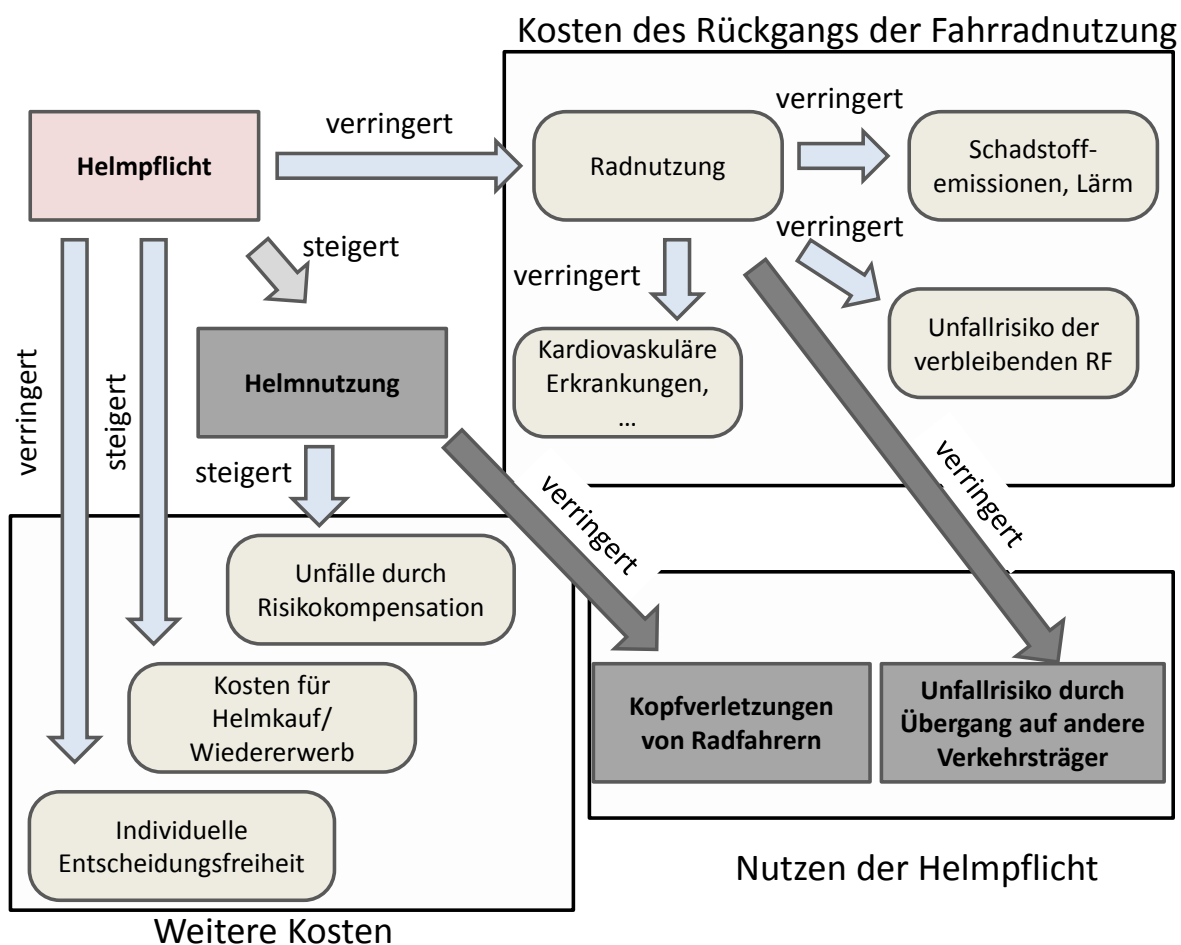 Kosten des Rückgangs der Fahrradnutzung
Helmpflicht
verringert
Radnutzung
verringert
Schadstoff-
emissionen, Lärm
steigert
verringert
verringert
Unfallrisiko der
verbleibenden RF
Kardiovaskuläre
Erkrankungen,
...
verringert
steigert
Helmnutzung
steigert
verringert
verringert
Unfälle durch
Risikokompensation
Kosten für
Helmkauf/
Wiedererwerb
Individuelle
Entscheidungsfreiheit
Weitere Kosten
Kopfverletzungen
von Radfahrern
Unfallrisiko durch
Übergang auf andere
Verkehrsträger
Nutzen der Helmpflicht